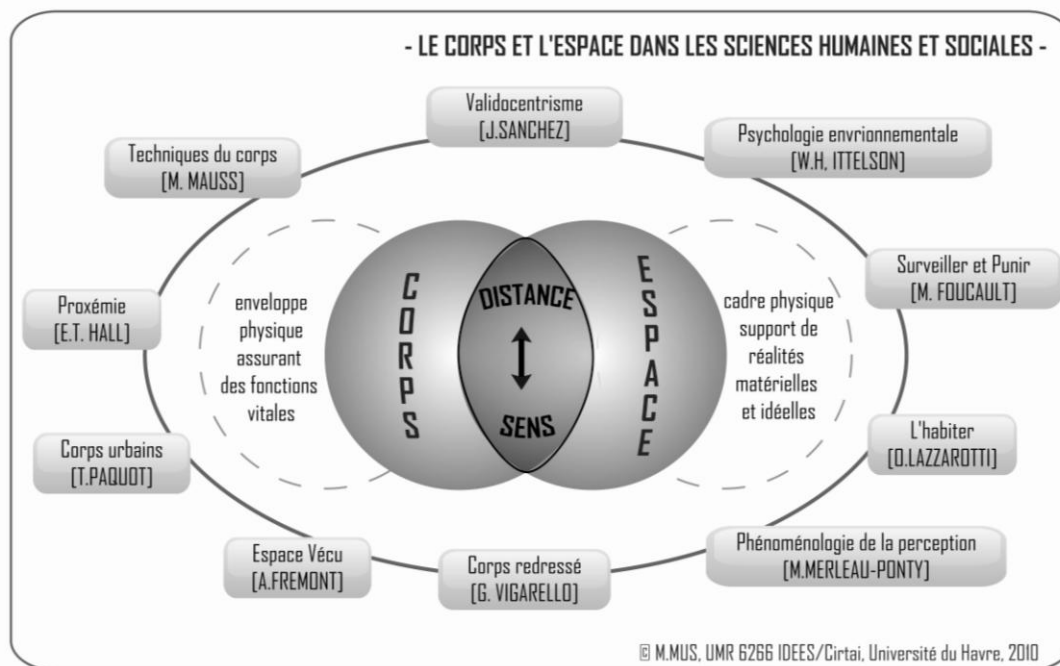 - LE CORPS ET L'ESPACE DANS LES SCIENCES HUMAINES ET SOCIALES -
Validocentrisme
[J.SANCHEZ]
Psychologie envrionnementale
[W.H, ITTELSON]
Techniques du corps
[M. MAUSS]
Surveiller et Punir
[M. FOUCAULT]
Proxémie
[E.T. HALL]
enveloppe
physique
assurant
des fonctions
vitales
CORPS
DISTANCE
SENS
ESPACE
cadre physique
support de
réalités
matérielles
et idéelles
Corps urbains
[T.PAQUOT]
L'habiter
[O.LAZZAROTTI]
Espace Vécu
[A.FREMONT]
Corps redressé
[G. VIGARELLO]
Phénoménologie de la perception
[M.MERLEAU-PONTY]
© M.MUS, UMR 6266 IDEES/Cirtai, Université du Havre, 2010